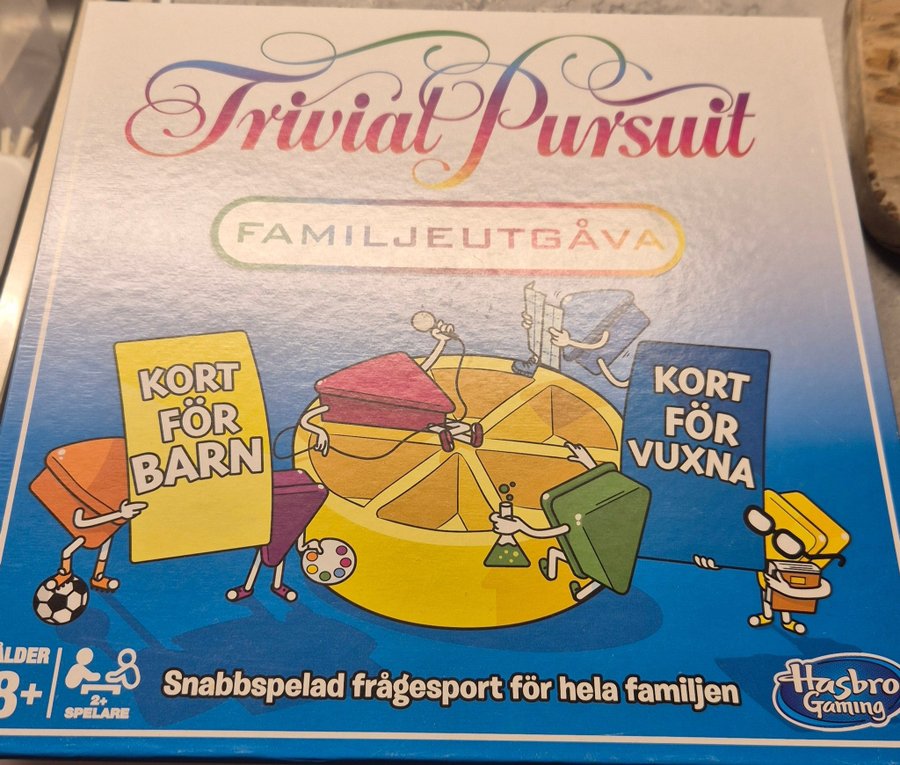 Trivial Pursuit
FAMILJEUTGÅVA
KORT
FÖR
BARN
KORT
FÖR
VUXNA
ÅLDER
8+
2+
SPELARE
Snabbspelad frågesport för hela familjen
Hasbro
Gaming